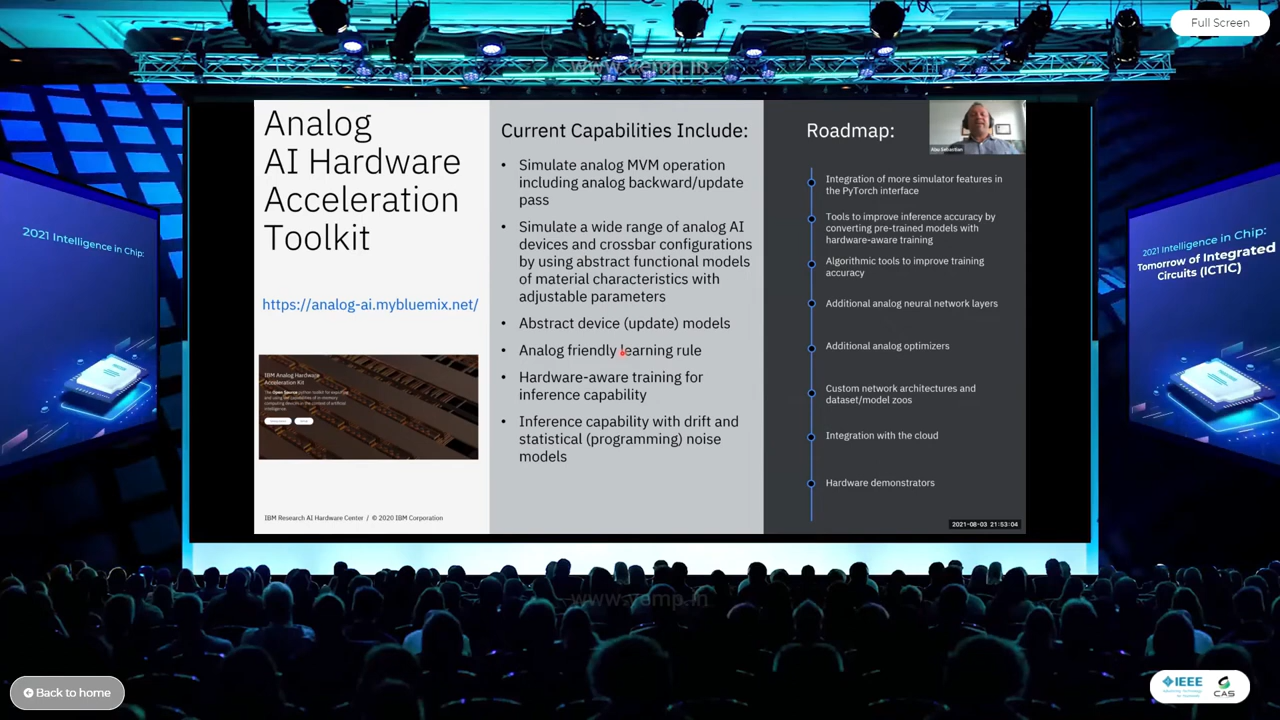 Full Screen
www.vemp.in
Analog
AI Hardware
Acceleration
Toolkit
https://analog-ai.mybluemix.net/
IBM Analog Hardware
Acceleration Kit
IBM Research AI Hardware Center / © 2020 IBM Corporation
Current Capabilities Include:
• Simulate analog MVM operation
including analog backward/update
pass
• Simulate a wide range of analog AI
devices and crossbar configurations
by using abstract functional models
of material characteristics with
adjustable parameters
• Abstract device (update) models
• Analog friendly learning rule
• Hardware-aware training for
inference capability
• Inference capability with drift and
statistical (programming) noise
models
Roadmap:
Abu Sebastian
Integration of more simulator features in
the PyTorch interface
Tools to improve inference accuracy by
converting pre-trained models with
hardware-aware training
Algorithmic tools to improve training
accuracy
Additional analog neural network layers
Additional analog optimizers
Custom network architectures and
dataset/model zoos
Integration with the cloud
Hardware demonstrators
2021-08-03 21:53:04
2021 Intelligence in Chip:
2021 Intelligence in Chip:
Tomorrow of Integrated
Circuits (ICTIC)
www.vemp.in
Back to home
IEEE
CAS